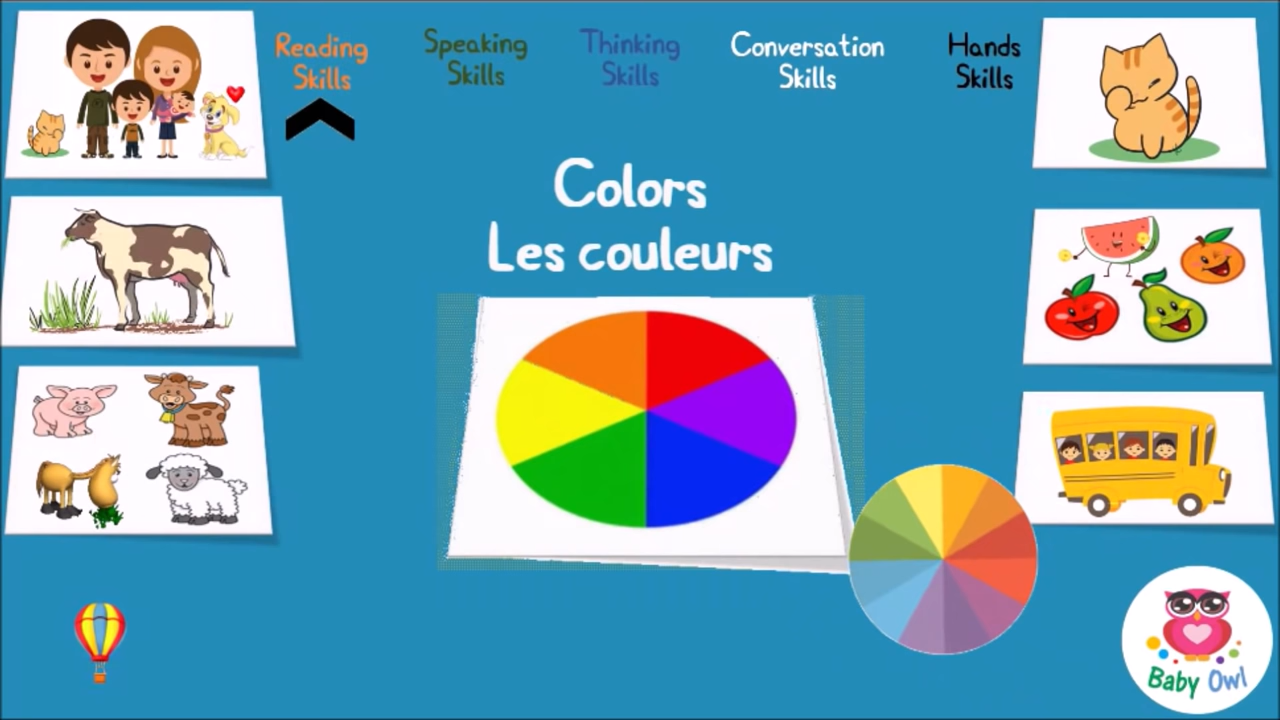 Reading
Skills
Speaking
Skills
Thinking
Skills
Conversation
Skills
Hands
Skills
Colors
Les couleurs
Baby Owl